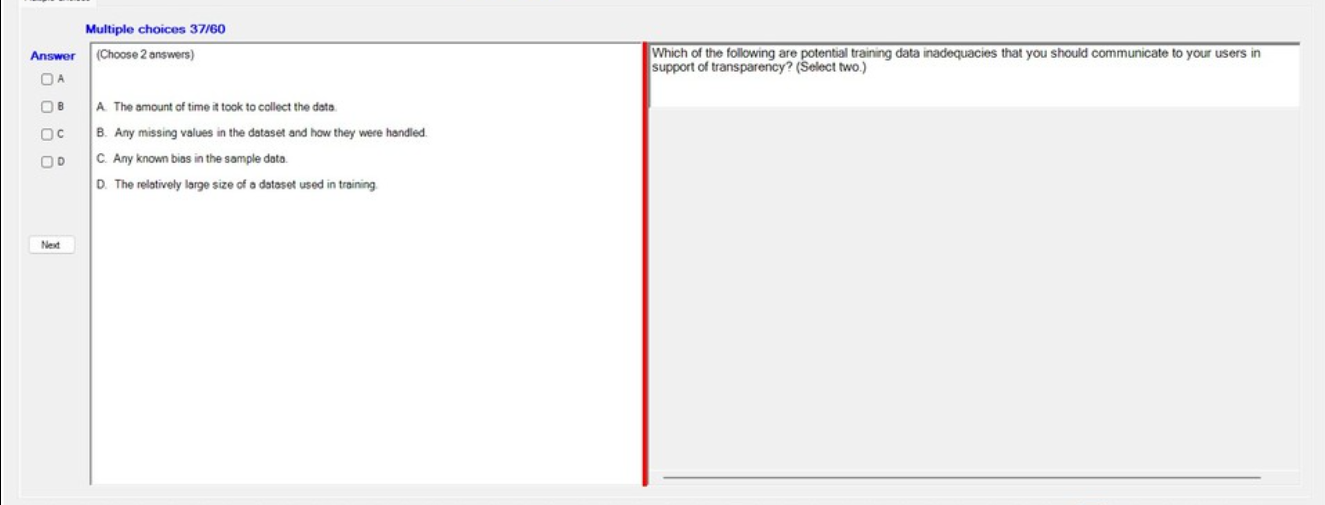 Multiple choices 37/60
Answer
(Choose 2 answers)
A
B
C
D
Next
A. The amount of time it took to collect the data.
B. Any missing values in the dataset and how they were handled.
C. Any known bias in the sample data.
D. The relatively large size of a dataset used in training.
Which of the following are potential training data inadequacies that you should communicate to your users in
support of transparency? (Select two.)